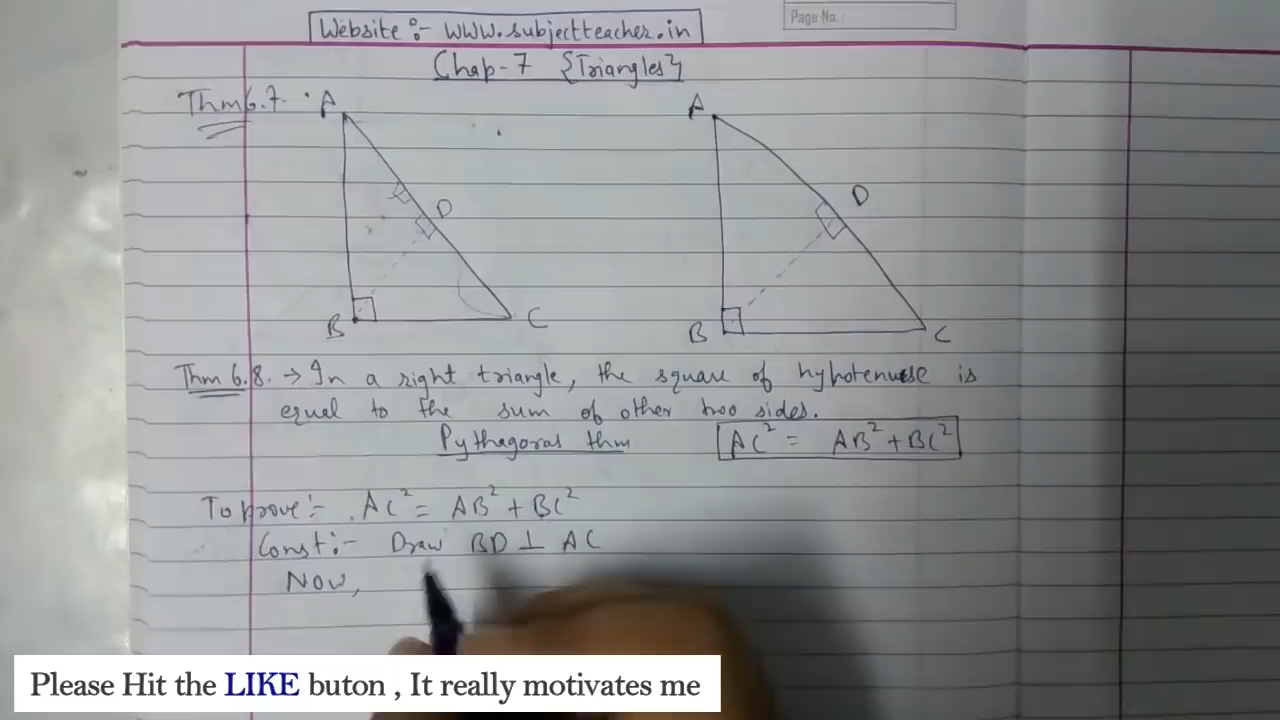 Page No.
Website :- www.subjectteacher.in
Chap-7 {Triangles}
Thm 6.7.
A
D
B
C
A
D
B
C
Thm 6.8. → In a right triangle, the square of hyhotenuse is
equal to the sum of other two sides.
Pythagoras thm AC² = AB² + BC²
To prove :- AC² = AB² + BC²
Const :- Draw BD ⊥ AC
Now,
Please Hit the LIKE buton , It really motivates me